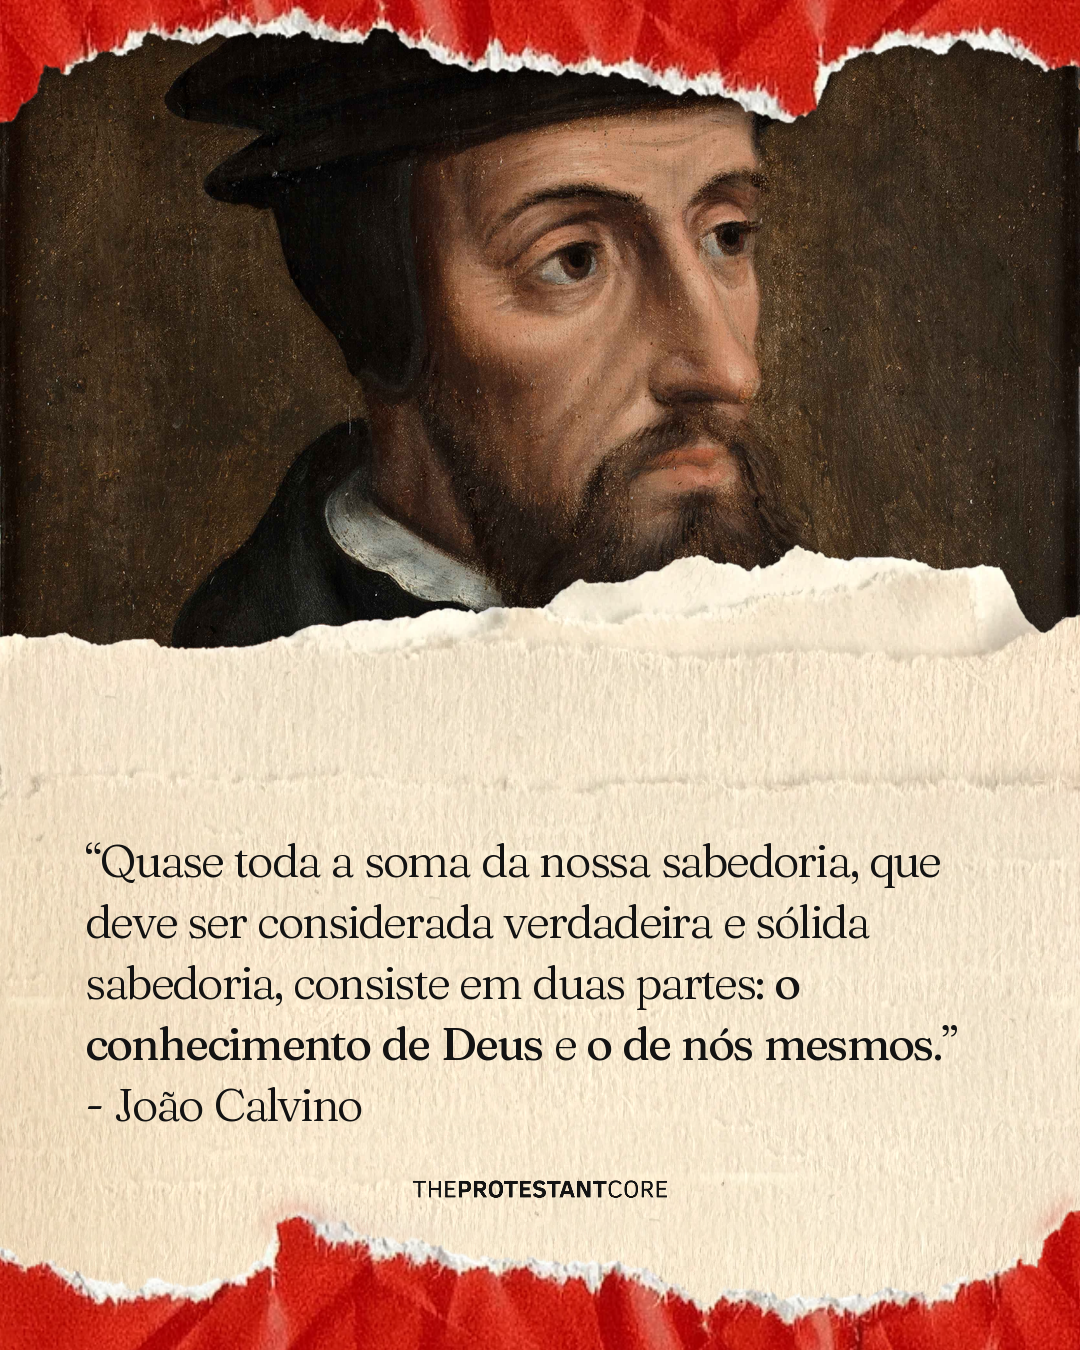 “Quase toda a soma da nossa sabedoria, que
deve ser considerada verdadeira e sólida
sabedoria, consiste em duas partes: o
conhecimento de Deus e o de nós mesmos.”
- João Calvino
THEPROTESTANTCORE